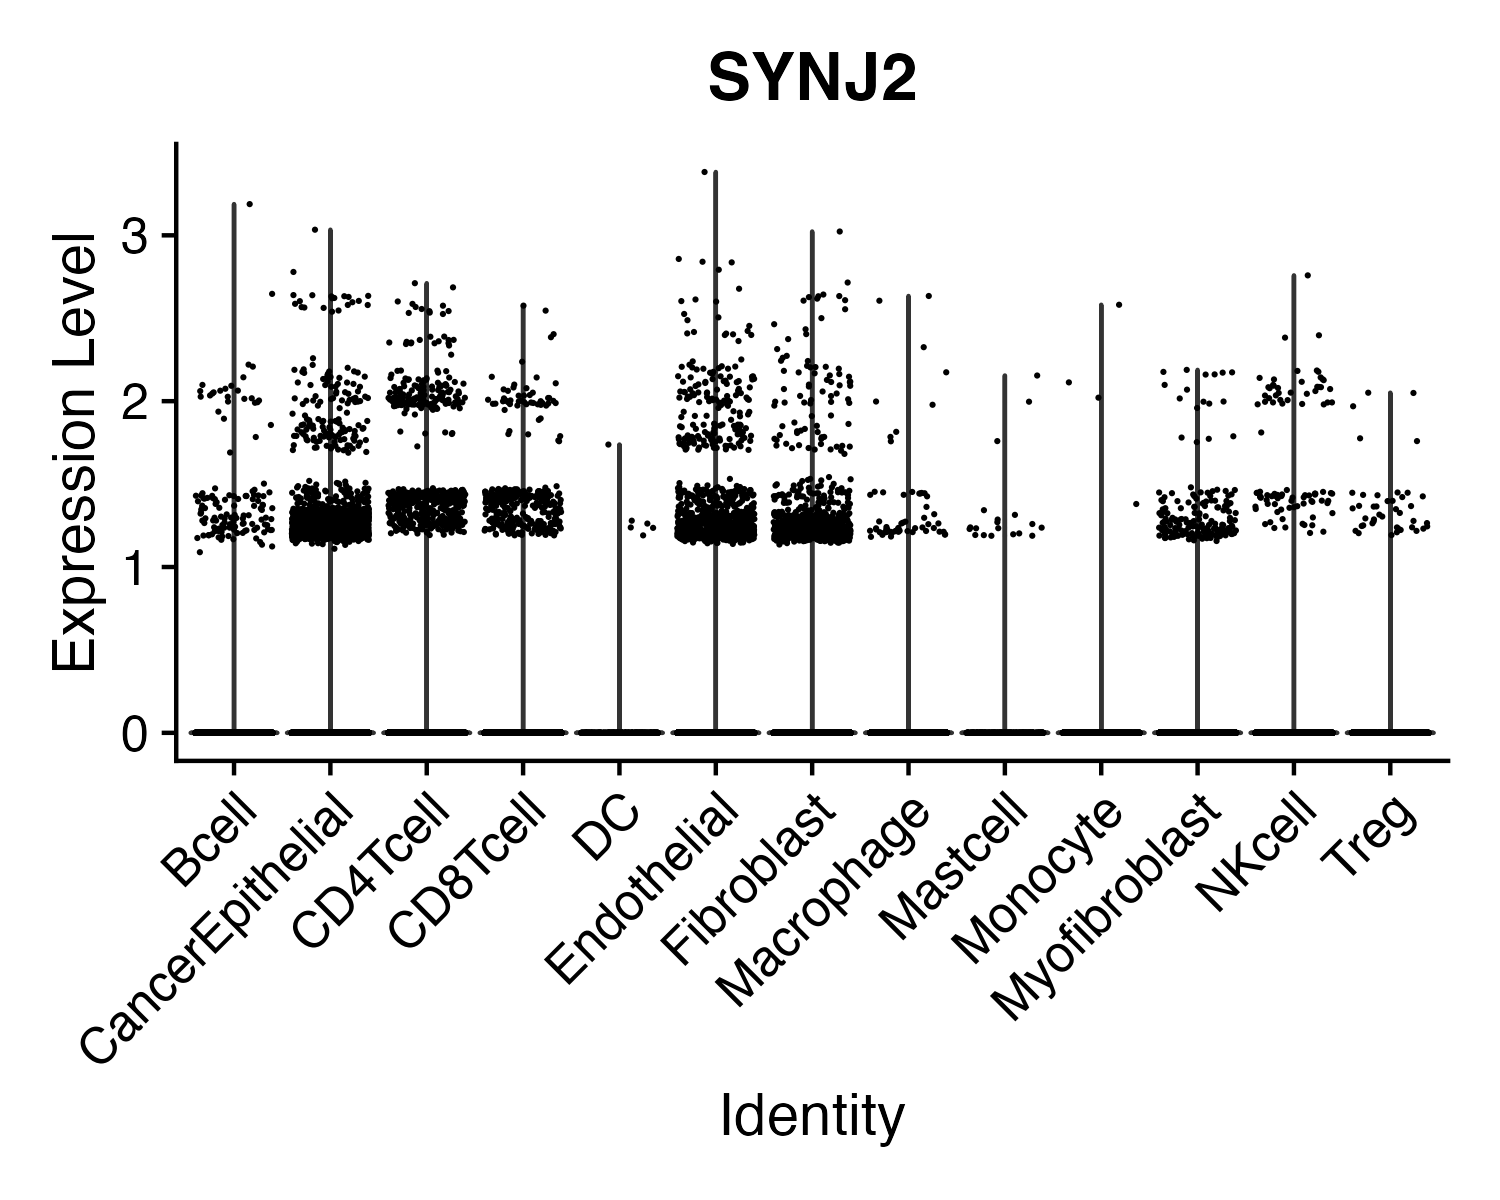 SYNJ2
Expression Level
3
2
1
0
Bcell
CancerEpithelial
CD4Tcell
CD8Tcell
DC
Endothelial
Fibroblast
Macrophage
Mastcell
Monocyte
Myofibroblast
NKcell
Treg
Identity